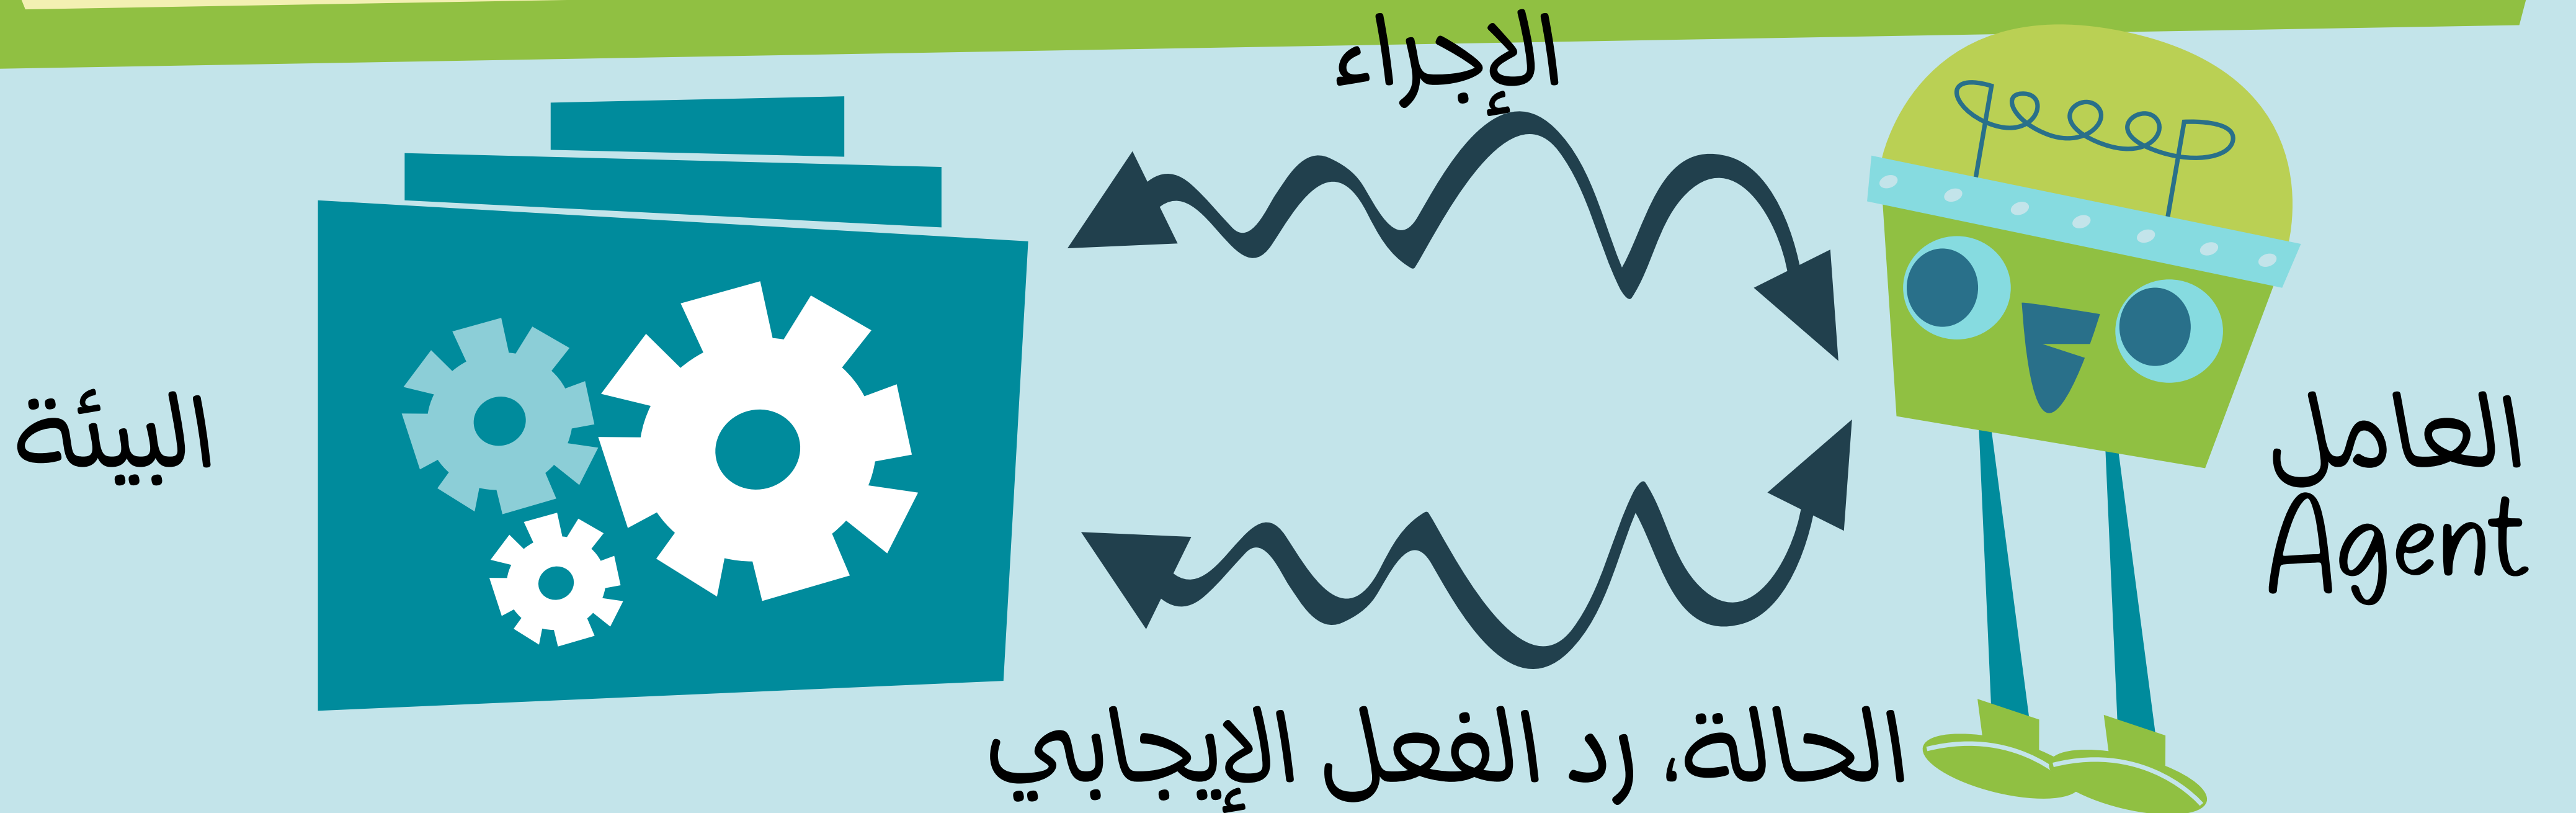 الإجراء
العامل
Agent
البيئة
الحالة، رد الفعل الإيجابي